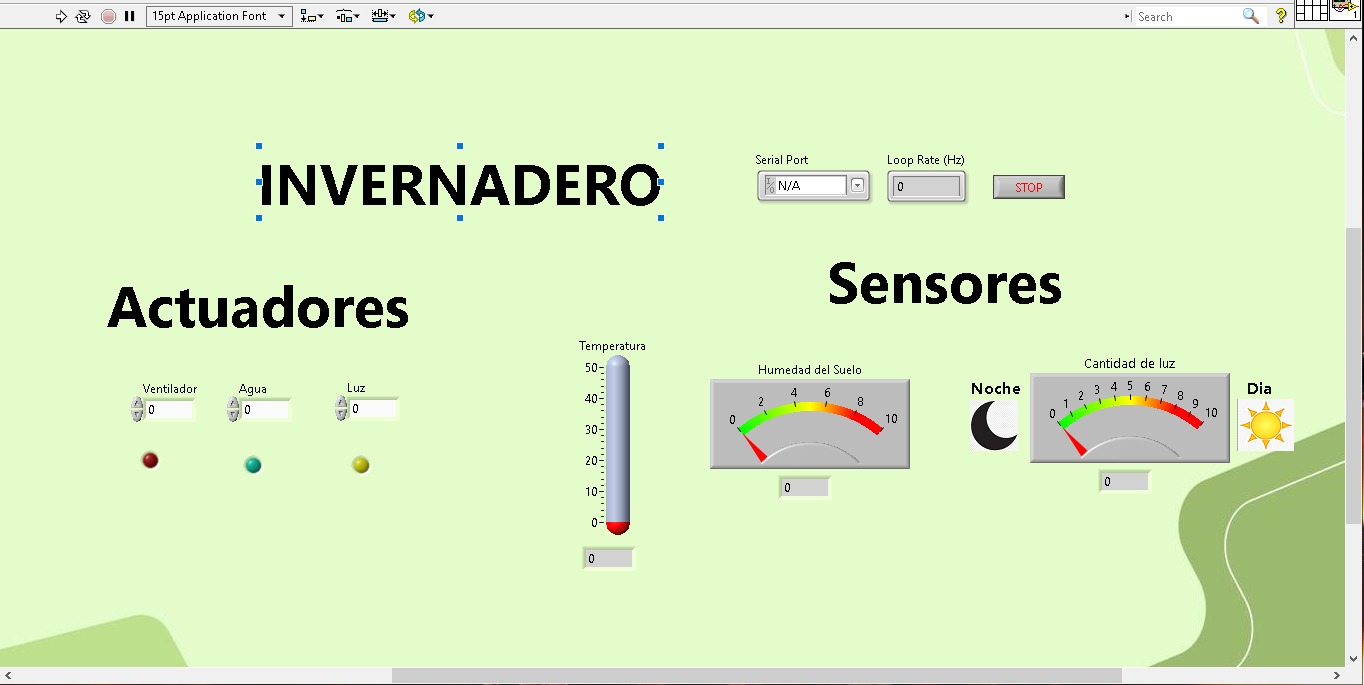 15pt Application Font
Search
INVERNADERO
Serial Port
N/A
Loop Rate (Hz)
0
STOP
Actuadores
Sensores
Ventilador
0
Agua
0
Luz
0
Temperatura
50
40
30
20
10
0
0
Humedad del Suelo
0 2 4 6 8 10
0
Noche
Cantidad de luz
0 1 2 3 4 5 6 7 8 9 10
0
Dia